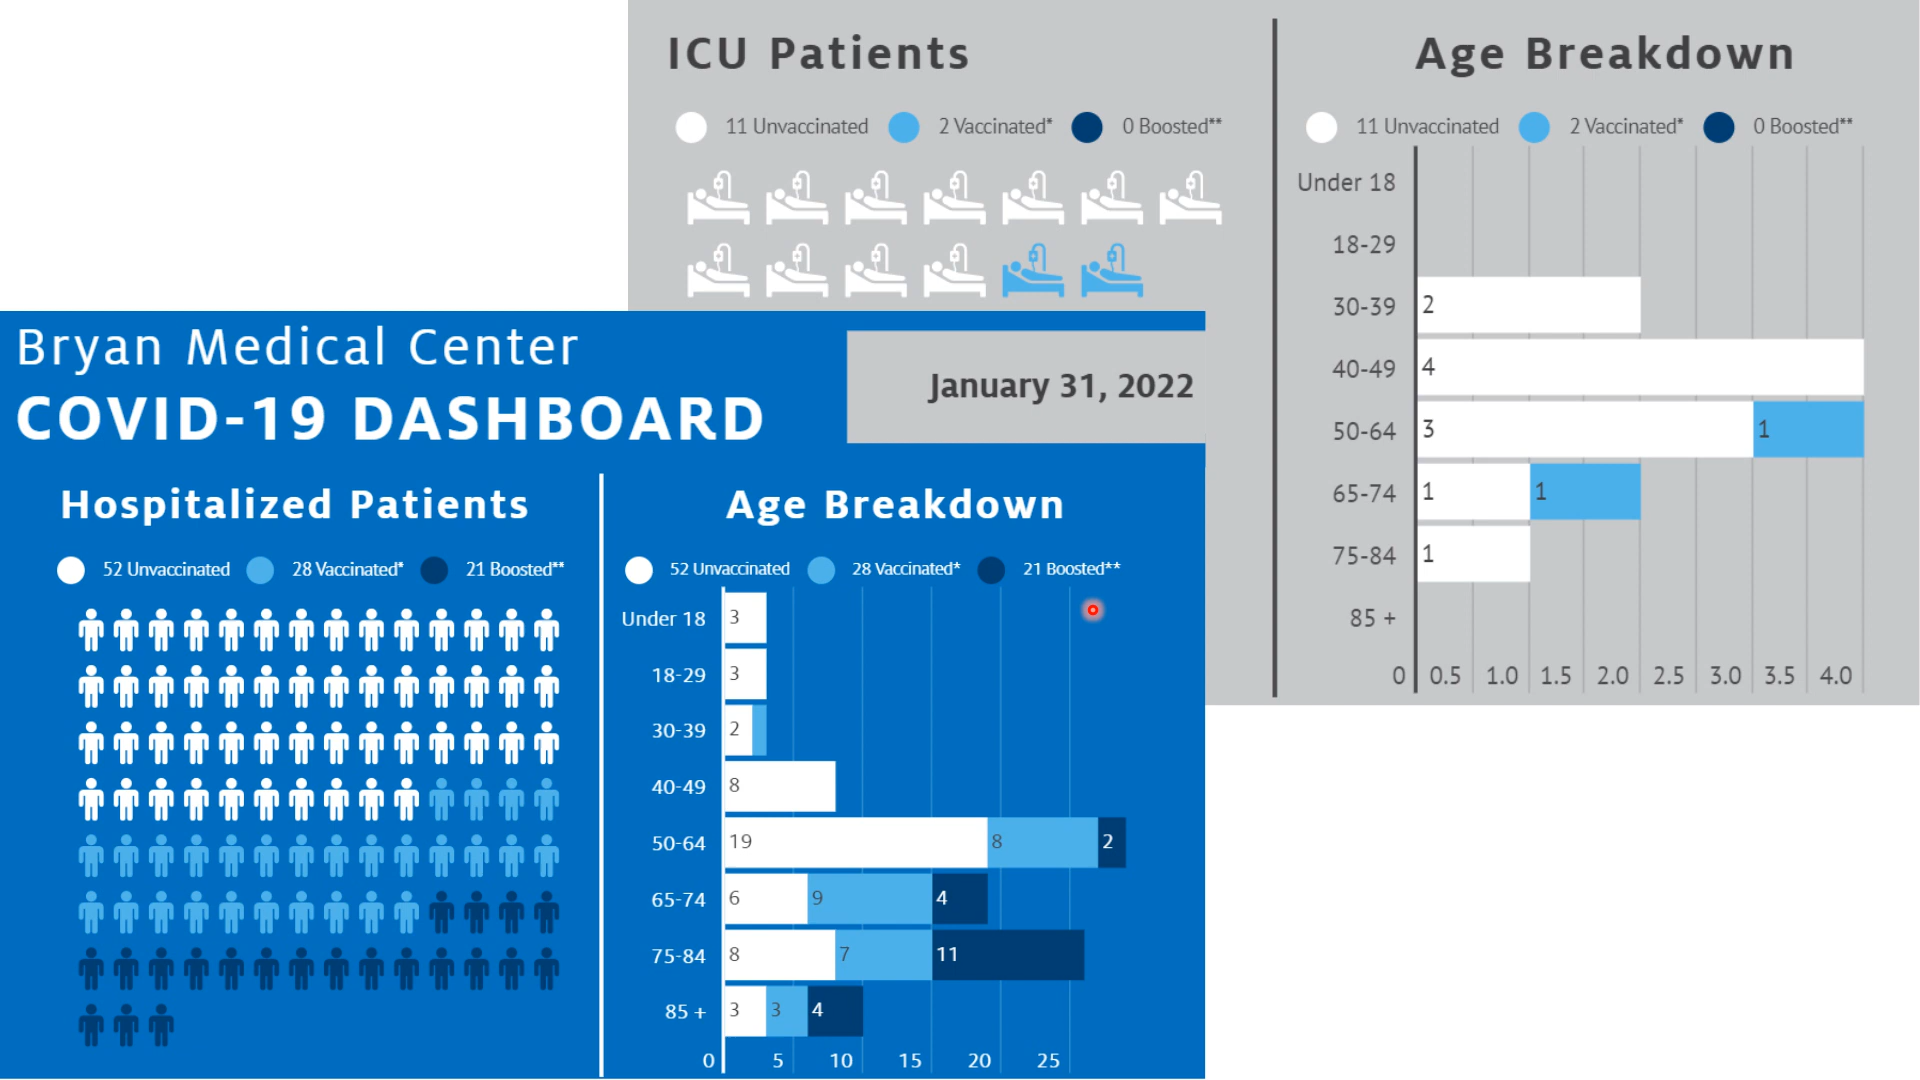 ICU Patients
11 Unvaccinated 2 Vaccinated* 0 Boosted**
Age Breakdown
11 Unvaccinated 2 Vaccinated* 0 Boosted**
Under 18
18-29
30-39 2
40-49 4
50-64 3 1
65-74 1 1
75-84 1
85 +
0 0.5 1.0 1.5 2.0 2.5 3.0 3.5 4.0
Bryan Medical Center
COVID-19 DASHBOARD
January 31, 2022
Hospitalized Patients
52 Unvaccinated 28 Vaccinated* 21 Boosted**
Age Breakdown
52 Unvaccinated 28 Vaccinated* 21 Boosted**
Under 18 3
18-29 3
30-39 2
40-49 8
50-64 19 8 2
65-74 6 9 4
75-84 8 7 11
85 + 3 3 4
0 5 10 15 20 25